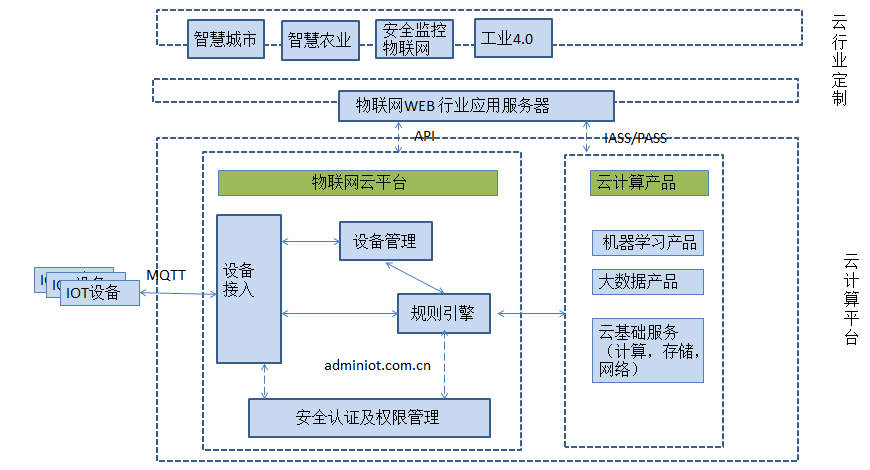 智慧城市
智慧农业
安全监控
物联网
工业4.0
云行业定制
物联网WEB行业应用服务器
API
IASS/PASS
物联网云平台
云计算产品
设备
接入
设备管理
规则引擎
adminiot.com.cn
安全认证及权限管理
机器学习产品
大数据产品
云基础服务
（计算，存储，
网络）
MQTT
IOT设备
云计算平台